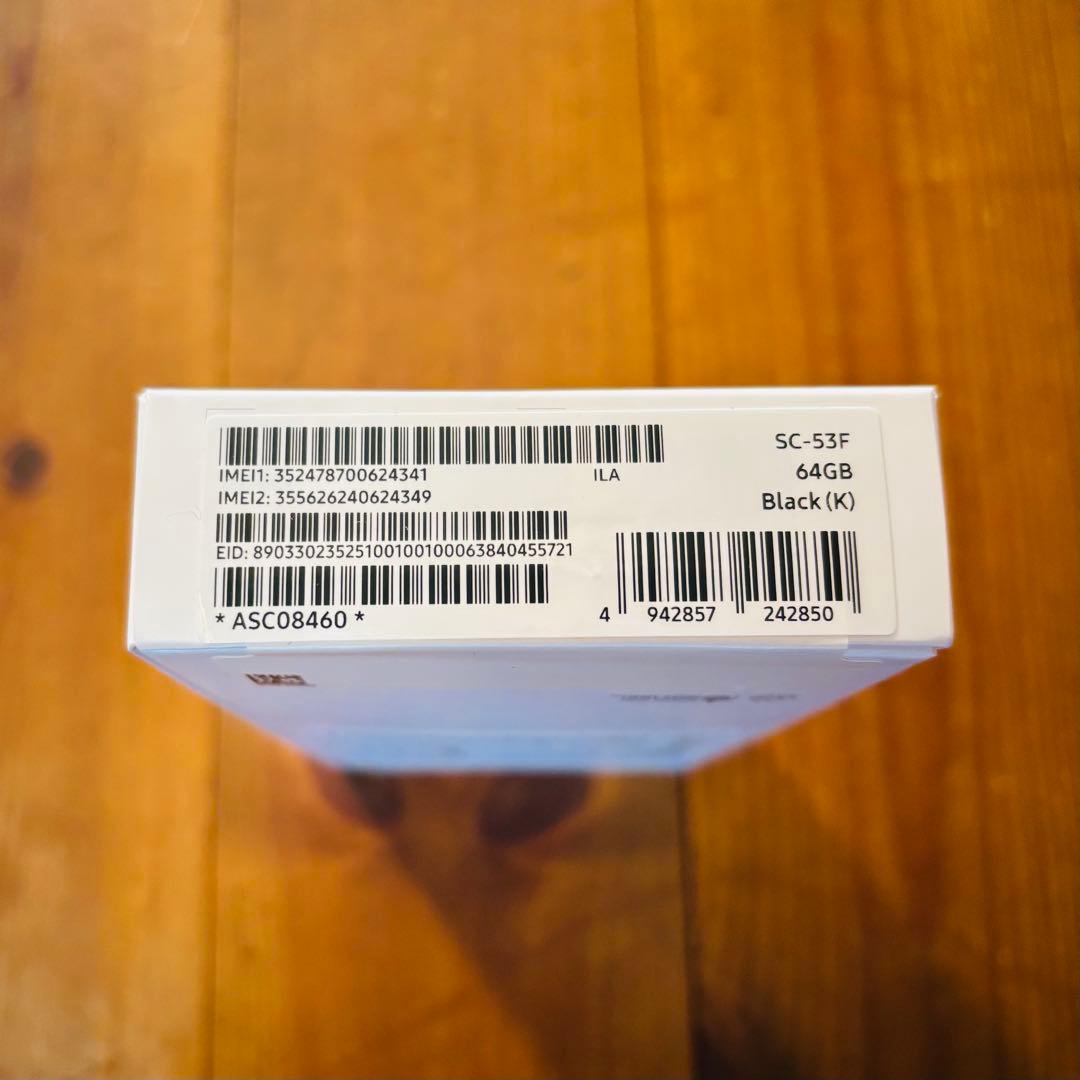 IMEI1: 352478700624341
ILA
IMEI2: 355626240624349
EID: 89033023525100100100063840455721
* ASC08460 *
SC-53F
64GB
Black (K)
4 942857 242850